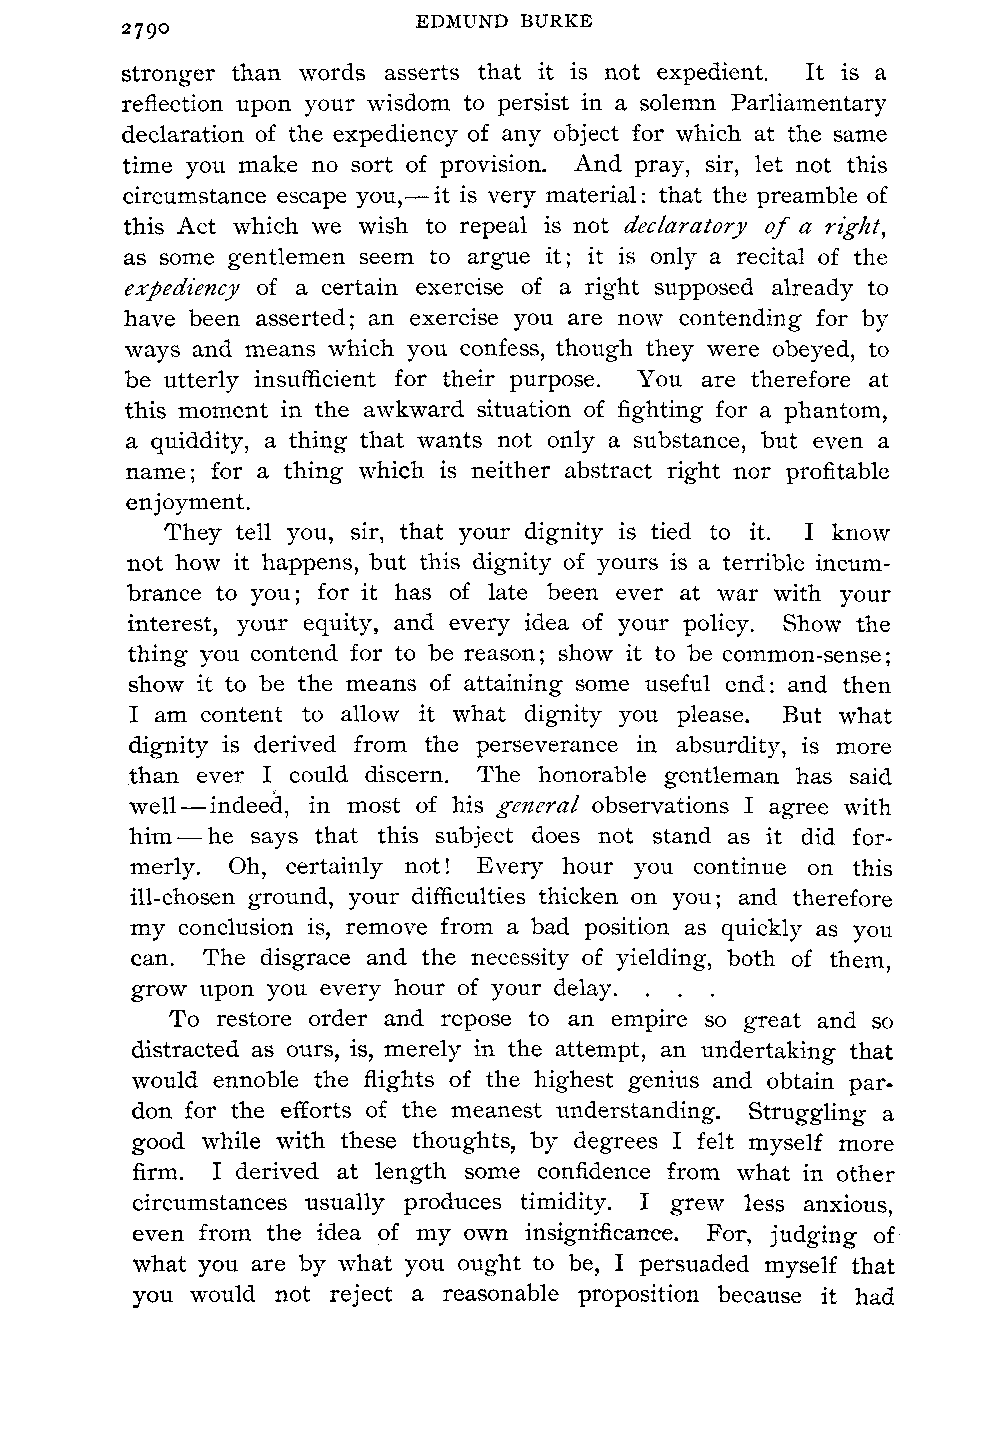 2790
EDMUND BURKE
stronger than words asserts that it is not expedient. It is a
reflection upon your wisdom to persist in a solemn Parliamentary
declaration of the expediency of any object for which at the same
time you make no sort of provision. And pray, sir, let not this
circumstance escape you,—it is very material: that the preamble of
this Act which we wish to repeal is not declaratory of a right,
as some gentlemen seem to argue it; it is only a recital of the
expediency of a certain exercise of a right supposed already to
have been asserted; an exercise you are now contending for by
ways and means which you confess, though they were obeyed, to
be utterly insufficient for their purpose. You are therefore at
this moment in the awkward situation of fighting for a phantom,
a quiddity, a thing that wants not only a substance, but even a
name; for a thing which is neither abstract right nor profitable
enjoyment.
They tell you, sir, that your dignity is tied to it. I know
not how it happens, but this dignity of yours is a terrible incum-
brance to you; for it has of late been ever at war with your
interest, your equity, and every idea of your policy. Show the
thing you contend for to be reason; show it to be common-sense;
show it to be the means of attaining some useful end: and then
I am content to allow it what dignity you please. But what
dignity is derived from the perseverance in absurdity, is more
than ever I could discern. The honorable gentleman has said
well—indeed, in most of his general observations I agree with
him—he says that this subject does not stand as it did for-
merly. Oh, certainly not! Every hour you continue on this
ill-chosen ground, your difficulties thicken on you; and therefore
my conclusion is, remove from a bad position as quickly as you
can. The disgrace and the necessity of yielding, both of them,
grow upon you every hour of your delay. . . .
To restore order and repose to an empire so great and so
distracted as ours, is, merely in the attempt, an undertaking that
would ennoble the flights of the highest genius and obtain par-
don for the efforts of the meanest understanding. Struggling a
good while with these thoughts, by degrees I felt myself more
firm. I derived at length some confidence from what in other
circumstances usually produces timidity. I grew less anxious,
even from the idea of my own insignificance. For, judging of
what you are by what you ought to be, I persuaded myself that
you would not reject a reasonable proposition because it had